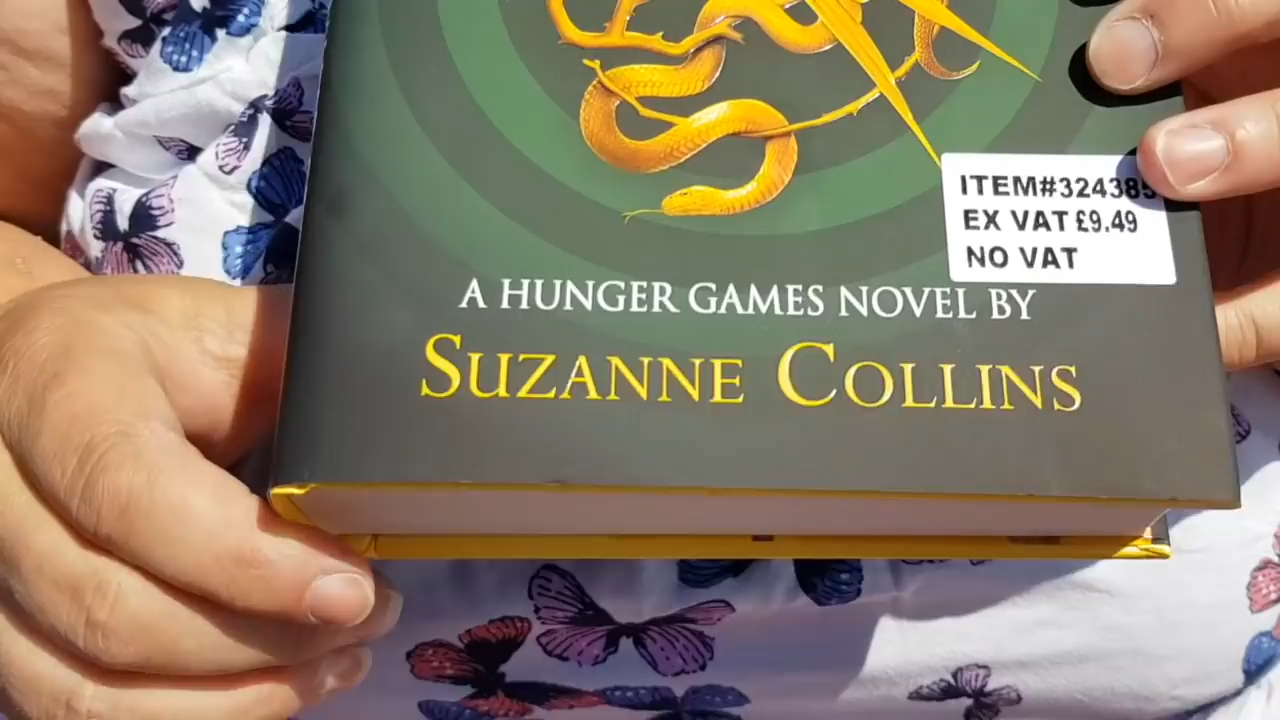 ITEM#324385
EX VAT £9.49
NO VAT
A HUNGER GAMES NOVEL BY
SUZANNE COLLINS